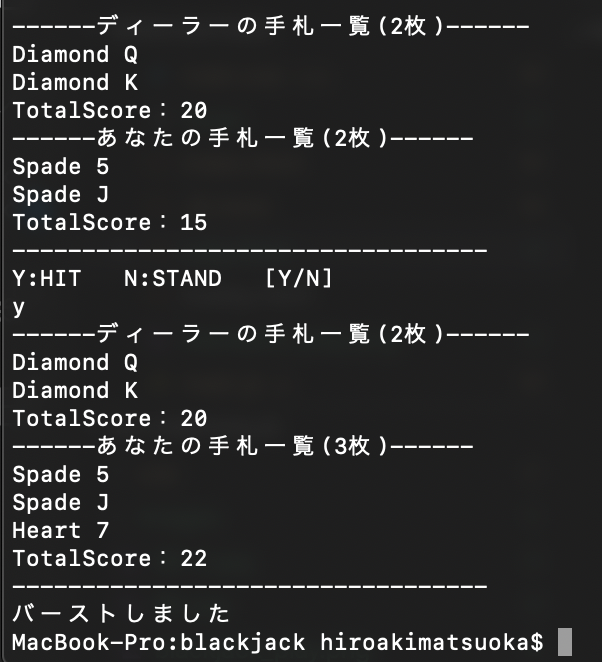 ------ディーラーの手札一覧(2枚)------
Diamond Q
Diamond K
TotalScore：20
------あなたの手札一覧(2枚)------
Spade 5
Spade J
TotalScore：15
----------------------------------
Y:HIT   N:STAND   [Y/N]
y
------ディーラーの手札一覧(2枚)------
Diamond Q
Diamond K
TotalScore：20
------あなたの手札一覧(3枚)------
Spade 5
Spade J
Heart 7
TotalScore：22
----------------------------------
バーストしました
MacBook-Pro:blackjack hiroakimatsuoka$